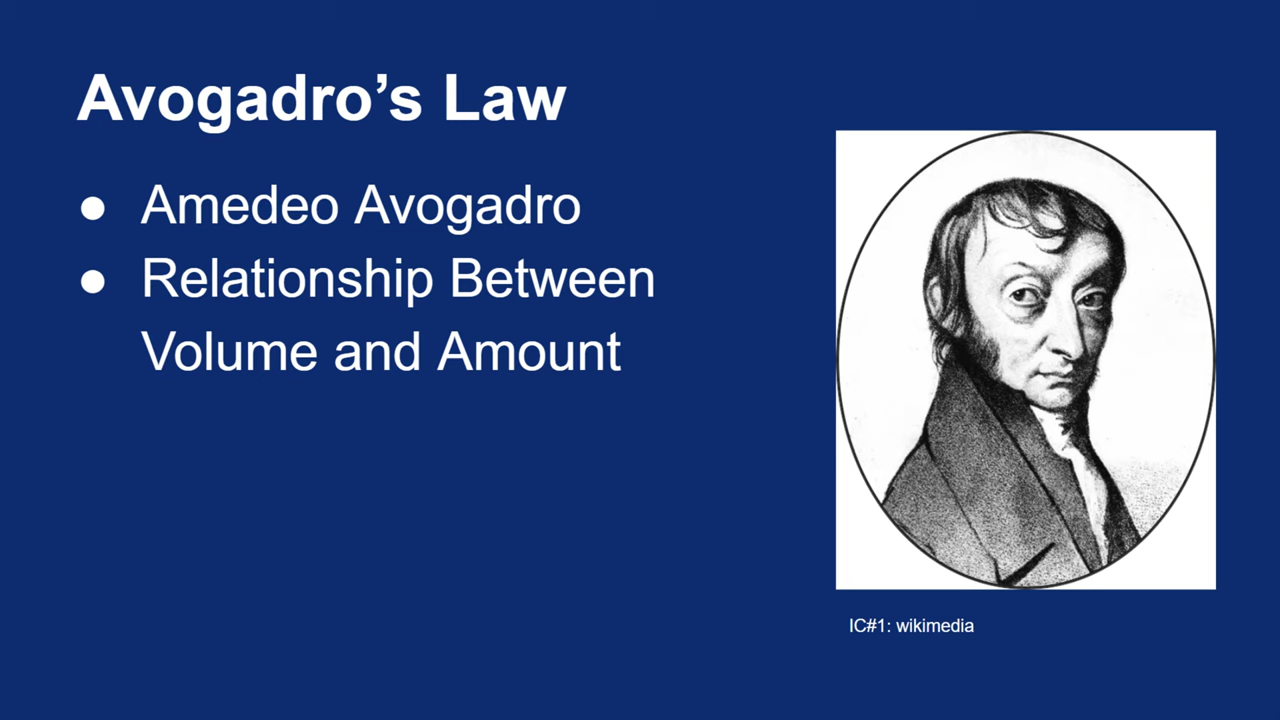 Avogadro’s Law
● Amedeo Avogadro
● Relationship Between
Volume and Amount
IC#1: wikimedia